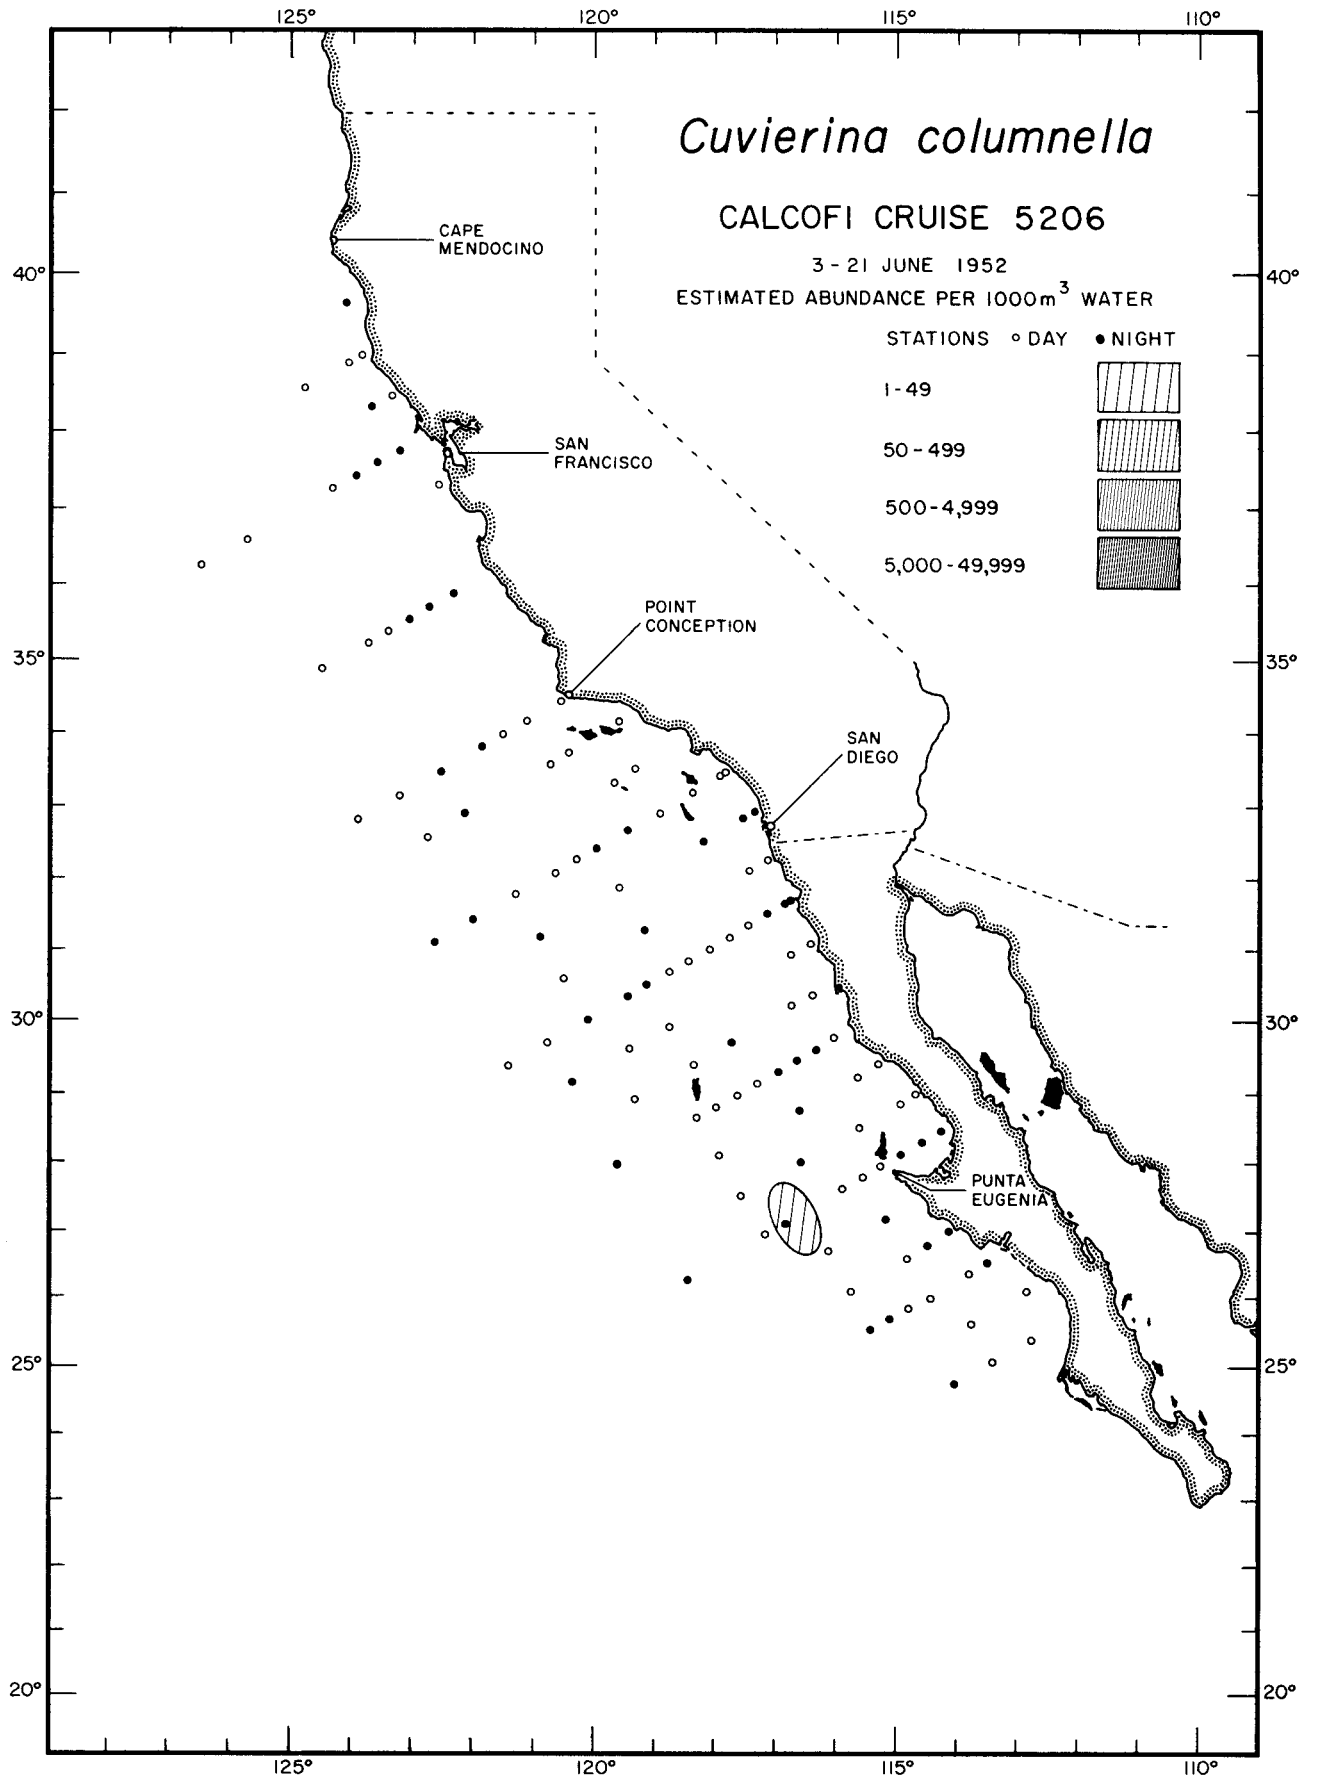 125° 120° 115° 110°
Cuvierina columnella
CALCOFI CRUISE 5206
3-21 JUNE 1952
ESTIMATED ABUNDANCE PER 1000m³ WATER
STATIONS ○ DAY ● NIGHT
1-49
50-499
500-4,999
5,000-49,999
CAPE
MENDOCINO
40° 40°
SAN
FRANCISCO
POINT
CONCEPTION
35° 35°
SAN
DIEGO
30° 30°
PUNTA
EUGENIA
25° 25°
20° 20°
125° 120° 115° 110°